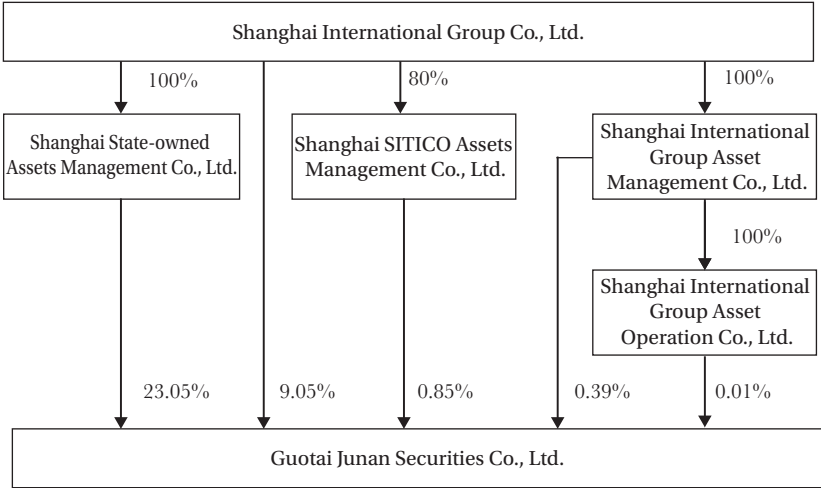 Shanghai International Group Co., Ltd.
100%
80%
100%
Shanghai State-owned
Assets Management Co., Ltd.
Shanghai SITICO Assets
Management Co., Ltd.
Shanghai International
Group Asset
Management Co., Ltd.
100%
Shanghai International
Group Asset
Operation Co., Ltd.
23.05%
9.05%
0.85%
0.39%
0.01%
Guotai Junan Securities Co., Ltd.